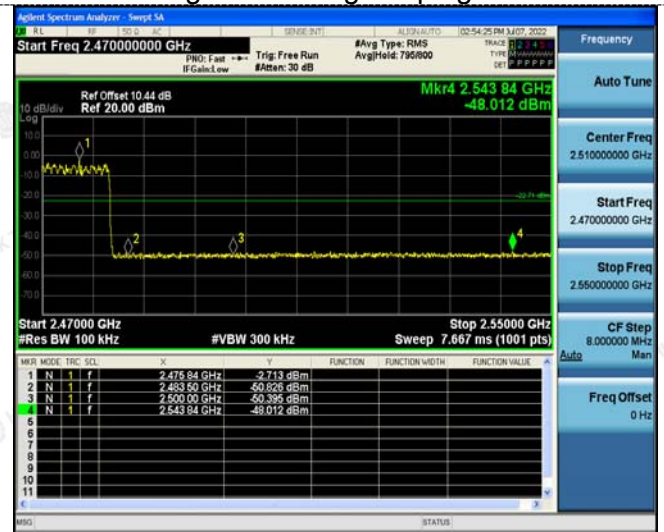 Agilent Spectrum Analyzer - Swept SA
RL RF 50 Ω AC SENSE:INT ALIGN AUTO 02:54:25 PM Jul 07, 2022
Start Freq 2.470000000 GHz
PNO: Fast Trig: Free Run #Avg Type: RMS TRACE 1 2 3 4 5 6
IFGain:Low #Atten: 30 dB Avg|Hold: 795/800 TYPE
DET P P P P P P
Frequency
Auto Tune
Ref Offset 10.44 dB Mkr4 2.543 84 GHz
10 dB/div Ref 20.00 dBm -48.012 dBm
Log
10.0
0.00
-10.0
-20.0
-30.0
-40.0
-50.0
-60.0
-70.0
1
2
3
4
-22.71 dBm
Center Freq
2.510000000 GHz
Start Freq
2.470000000 GHz
Stop Freq
2.550000000 GHz
CF Step
8.000000 MHz
Auto Man
Freq Offset
0 Hz
Start 2.47000 GHz Stop 2.55000 GHz
#Res BW 100 kHz #VBW 300 kHz Sweep 7.667 ms (1001 pts)
MKR MODE TRC SCL X Y FUNCTION FUNCTION WIDTH FUNCTION VALUE
1 N 1 f 2.475 84 GHz -2.713 dBm
2 N 1 f 2.483 50 GHz -50.826 dBm
3 N 1 f 2.500 00 GHz -50.395 dBm
4 N 1 f 2.543 84 GHz -48.012 dBm
5
6
7
8
9
10
11
MSG STATUS